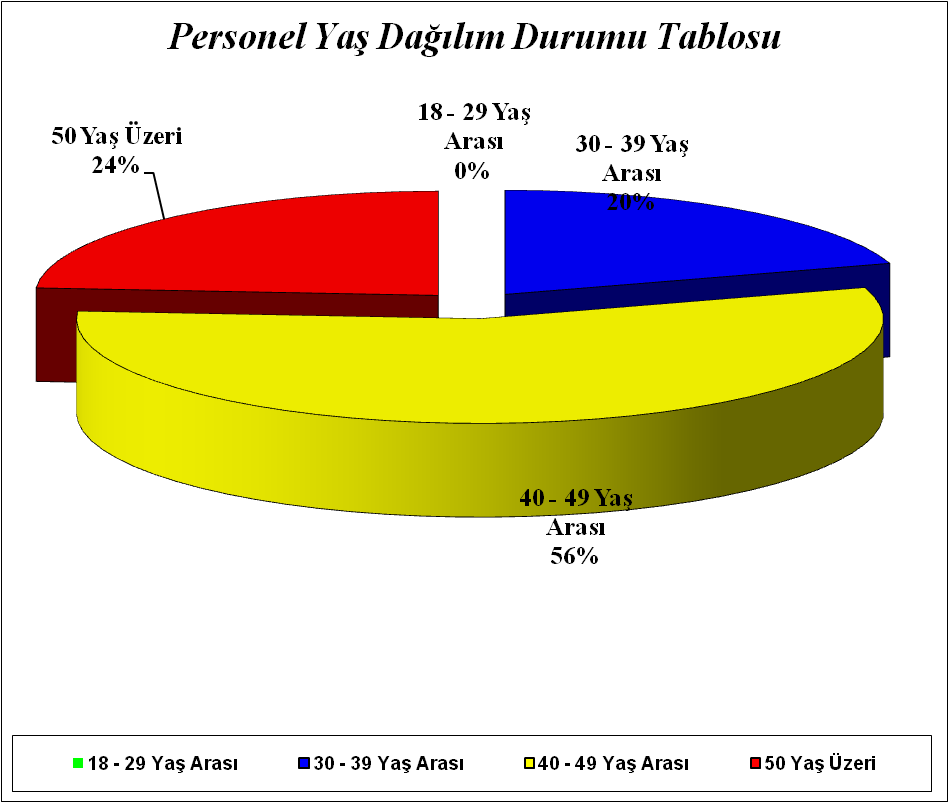 Personel Yaş Dağılım Durumu Tablosu
18 - 29 Yaş
Arası
0%
30 - 39 Yaş
Arası
20%
50 Yaş Üzeri
24%
40 - 49 Yaş
Arası
56%
18 - 29 Yaş Arası 30 - 39 Yaş Arası 40 - 49 Yaş Arası 50 Yaş Üzeri